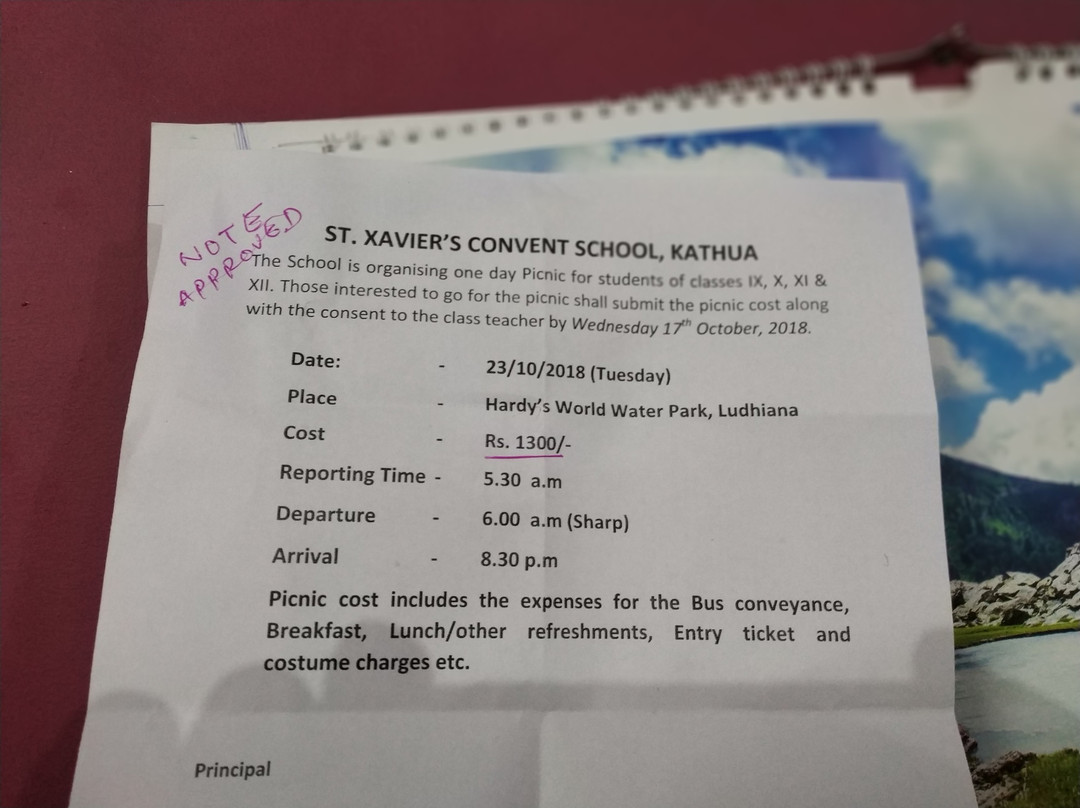 NOTE
APPROVED
ST. XAVIER'S CONVENT SCHOOL, KATHUA
The School is organising one day Picnic for students of classes IX, X, XI &
XII. Those interested to go for the picnic shall submit the picnic cost along
with the consent to the class teacher by Wednesday 17th October, 2018.
Date: - 23/10/2018 (Tuesday)
Place - Hardy's World Water Park, Ludhiana
Cost - Rs. 1300/-
Reporting Time - 5.30 a.m
Departure - 6.00 a.m (Sharp)
Arrival - 8.30 p.m
Picnic cost includes the expenses for the Bus conveyance,
Breakfast, Lunch/other refreshments, Entry ticket and
costume charges etc.
Principal